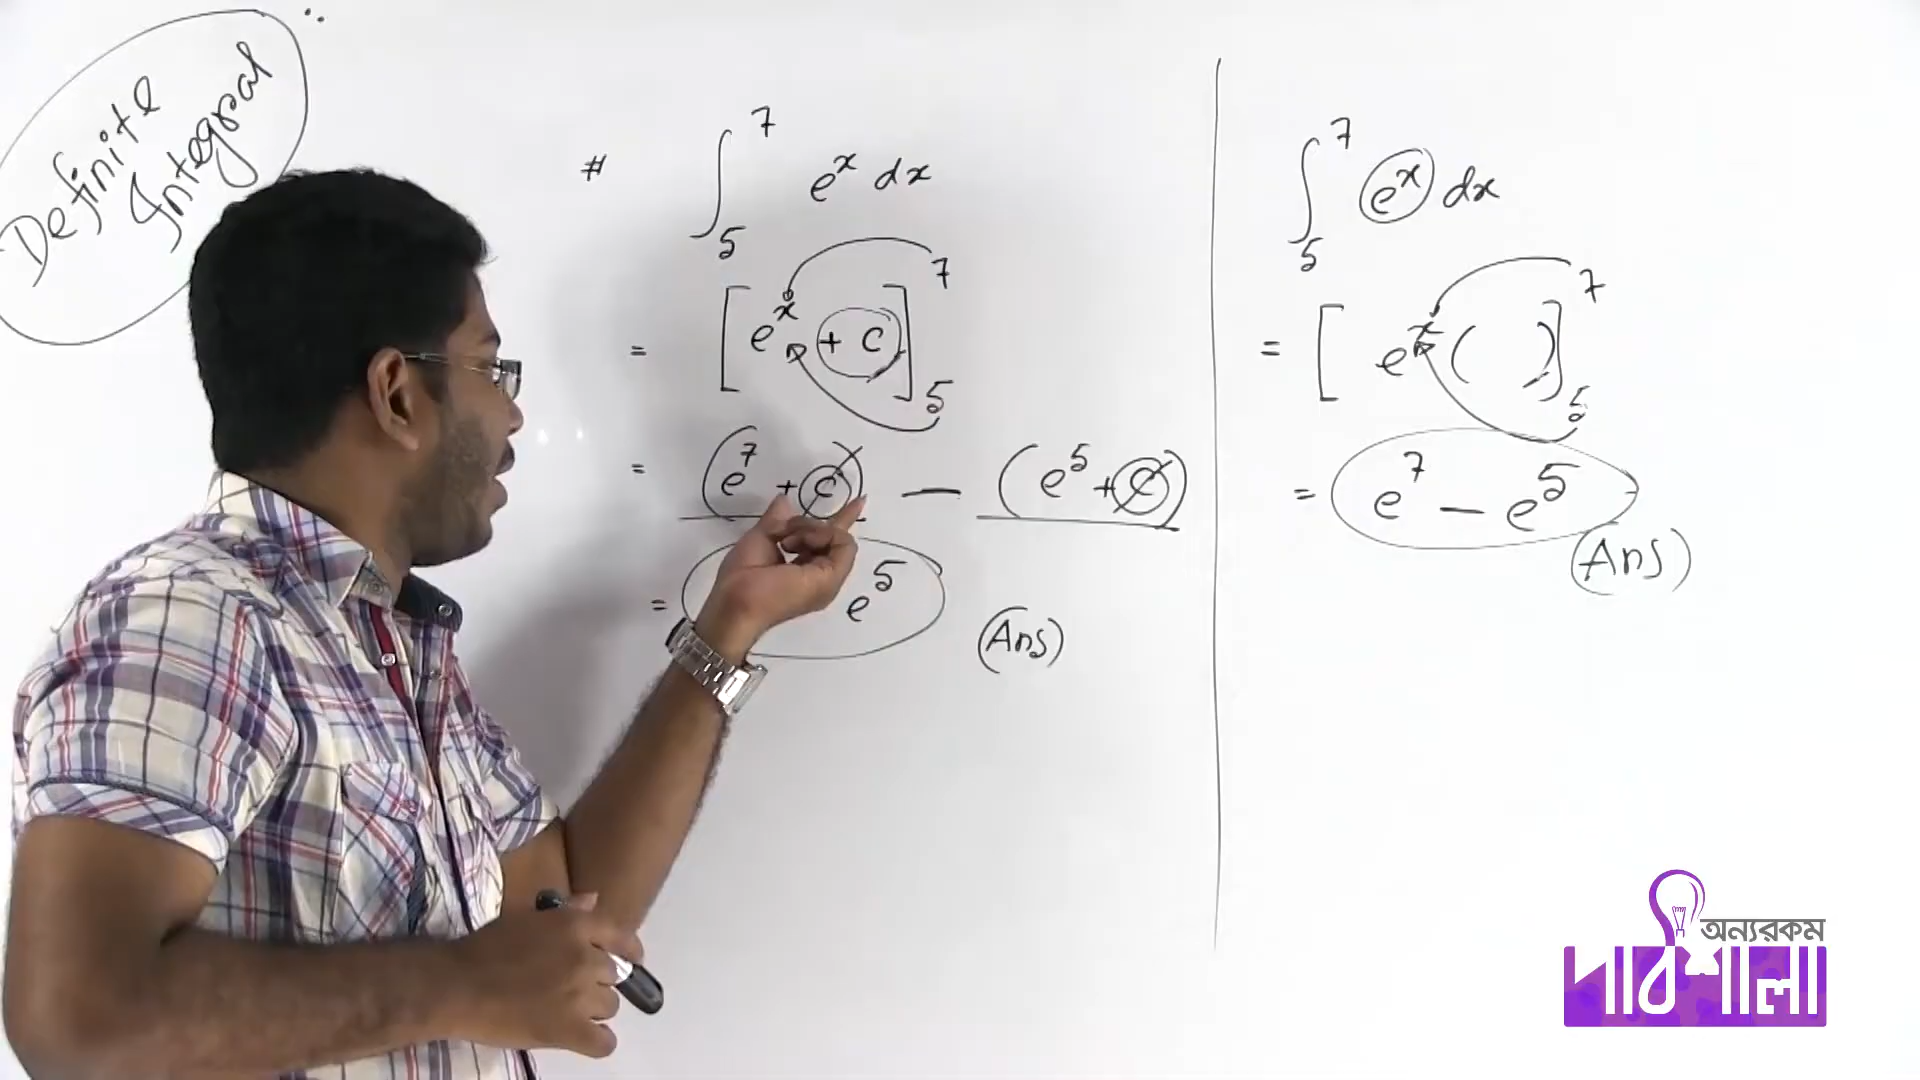 Definite
Integral
# ∫₅⁷ eˣ dx
= [eˣ + c]₅⁷
= (e⁷ + c) — (e⁵ + c)
= e⁵
(Ans)
∫₅⁷ eˣ dx
= [eˣ ( )]₅⁷
= e⁷ — e⁵
(Ans)
অন্যরকম
পাঠশালা